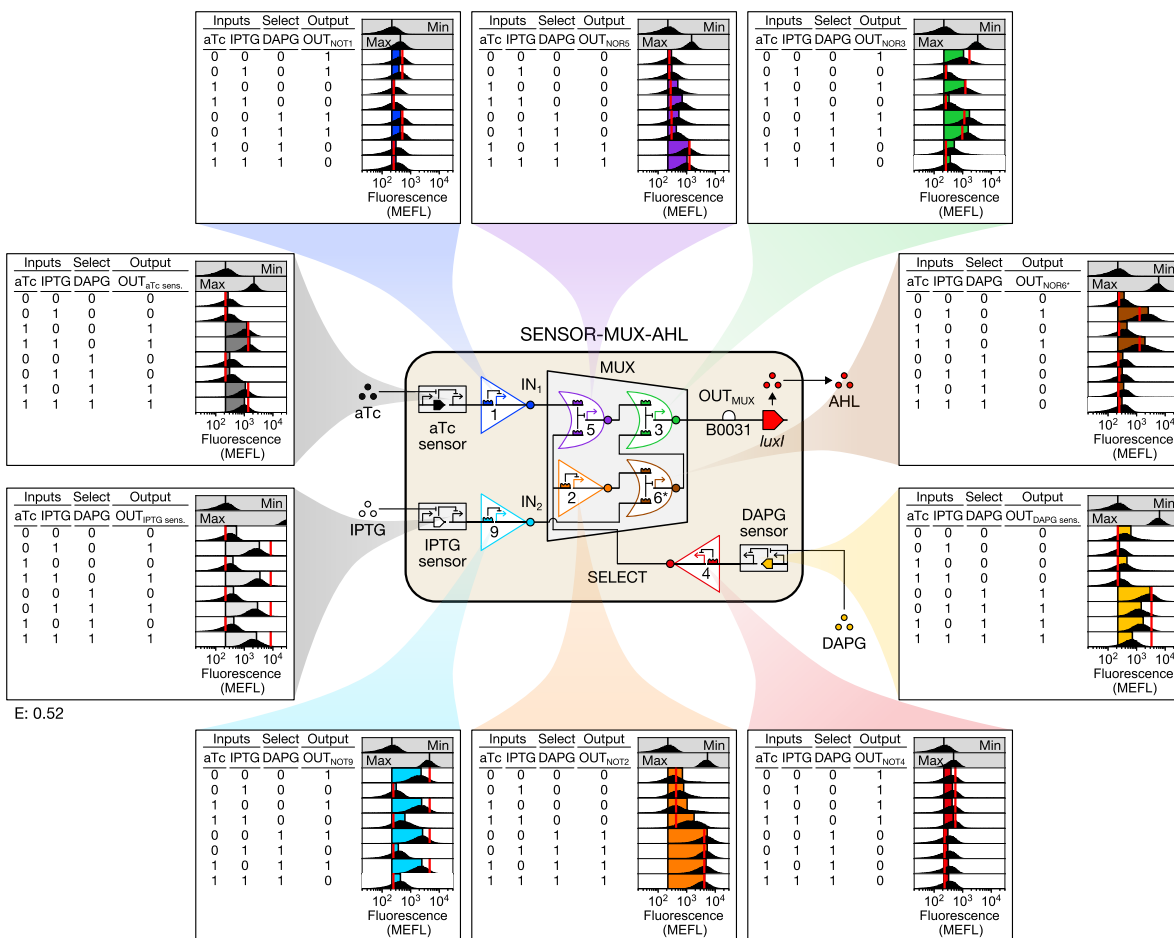 Inputs Select Output
aTc IPTG DAPG OUT_NOT1
Min
Max
0 0 0 1
0 1 0 1
1 0 0 0
1 1 0 0
0 0 1 1
0 1 1 1
1 0 1 0
1 1 1 0
10² 10³ 10⁴
Fluorescence
(MEFL)
Inputs Select Output
aTc IPTG DAPG OUT_NOR5
Min
Max
0 0 0 0
0 1 0 0
1 0 0 0
1 1 0 0
0 0 1 0
0 1 1 0
1 0 1 1
1 1 1 1
10² 10³ 10⁴
Fluorescence
(MEFL)
Inputs Select Output
aTc IPTG DAPG OUT_NOR3
Min
Max
0 0 0 1
0 1 0 0
1 0 0 1
1 1 0 0
0 0 1 1
0 1 1 1
1 0 1 0
1 1 1 0
10² 10³ 10⁴
Fluorescence
(MEFL)
Inputs Select Output
aTc IPTG DAPG OUT_aTc sens.
Min
Max
0 0 0 0
0 1 0 0
1 0 0 1
1 1 0 1
0 0 1 0
0 1 1 0
1 0 1 1
1 1 1 1
10² 10³ 10⁴
Fluorescence
(MEFL)
Inputs Select Output
aTc IPTG DAPG OUT_NOR6*
Min
Max
0 0 0 0
0 1 0 1
1 0 0 0
1 1 0 1
0 0 1 0
0 1 1 0
1 0 1 0
1 1 1 0
10² 10³ 10⁴
Fluorescence
(MEFL)
SENSOR-MUX-AHL
MUX
aTc
aTc
sensor
1
IN₁
5
3
OUT_MUX
B0031
luxI
AHL
IPTG
IPTG
sensor
9
IN₂
2
6*
SELECT
4
DAPG
sensor
DAPG
Inputs Select Output
aTc IPTG DAPG OUT_IPTG sens.
Min
Max
0 0 0 0
0 1 0 1
1 0 0 0
1 1 0 1
0 0 1 0
0 1 1 1
1 0 1 0
1 1 1 1
10² 10³ 10⁴
Fluorescence
(MEFL)
Inputs Select Output
aTc IPTG DAPG OUT_DAPG sens.
Min
Max
0 0 0 0
0 1 0 0
1 0 0 0
1 1 0 0
0 0 1 1
0 1 1 1
1 0 1 1
1 1 1 1
10² 10³ 10⁴
Fluorescence
(MEFL)
E: 0.52
Inputs Select Output
aTc IPTG DAPG OUT_NOT9
Min
Max
0 0 0 1
0 1 0 0
1 0 0 1
1 1 0 0
0 0 1 1
0 1 1 0
1 0 1 1
1 1 1 0
10² 10³ 10⁴
Fluorescence
(MEFL)
Inputs Select Output
aTc IPTG DAPG OUT_NOT2
Min
Max
0 0 0 0
0 1 0 0
1 0 0 0
1 1 0 0
0 0 1 1
0 1 1 1
1 0 1 1
1 1 1 1
10² 10³ 10⁴
Fluorescence
(MEFL)
Inputs Select Output
aTc IPTG DAPG OUT_NOT4
Min
Max
0 0 0 1
0 1 0 1
1 0 0 1
1 1 0 1
0 0 1 0
0 1 1 0
1 0 1 0
1 1 1 0
10² 10³ 10⁴
Fluorescence
(MEFL)